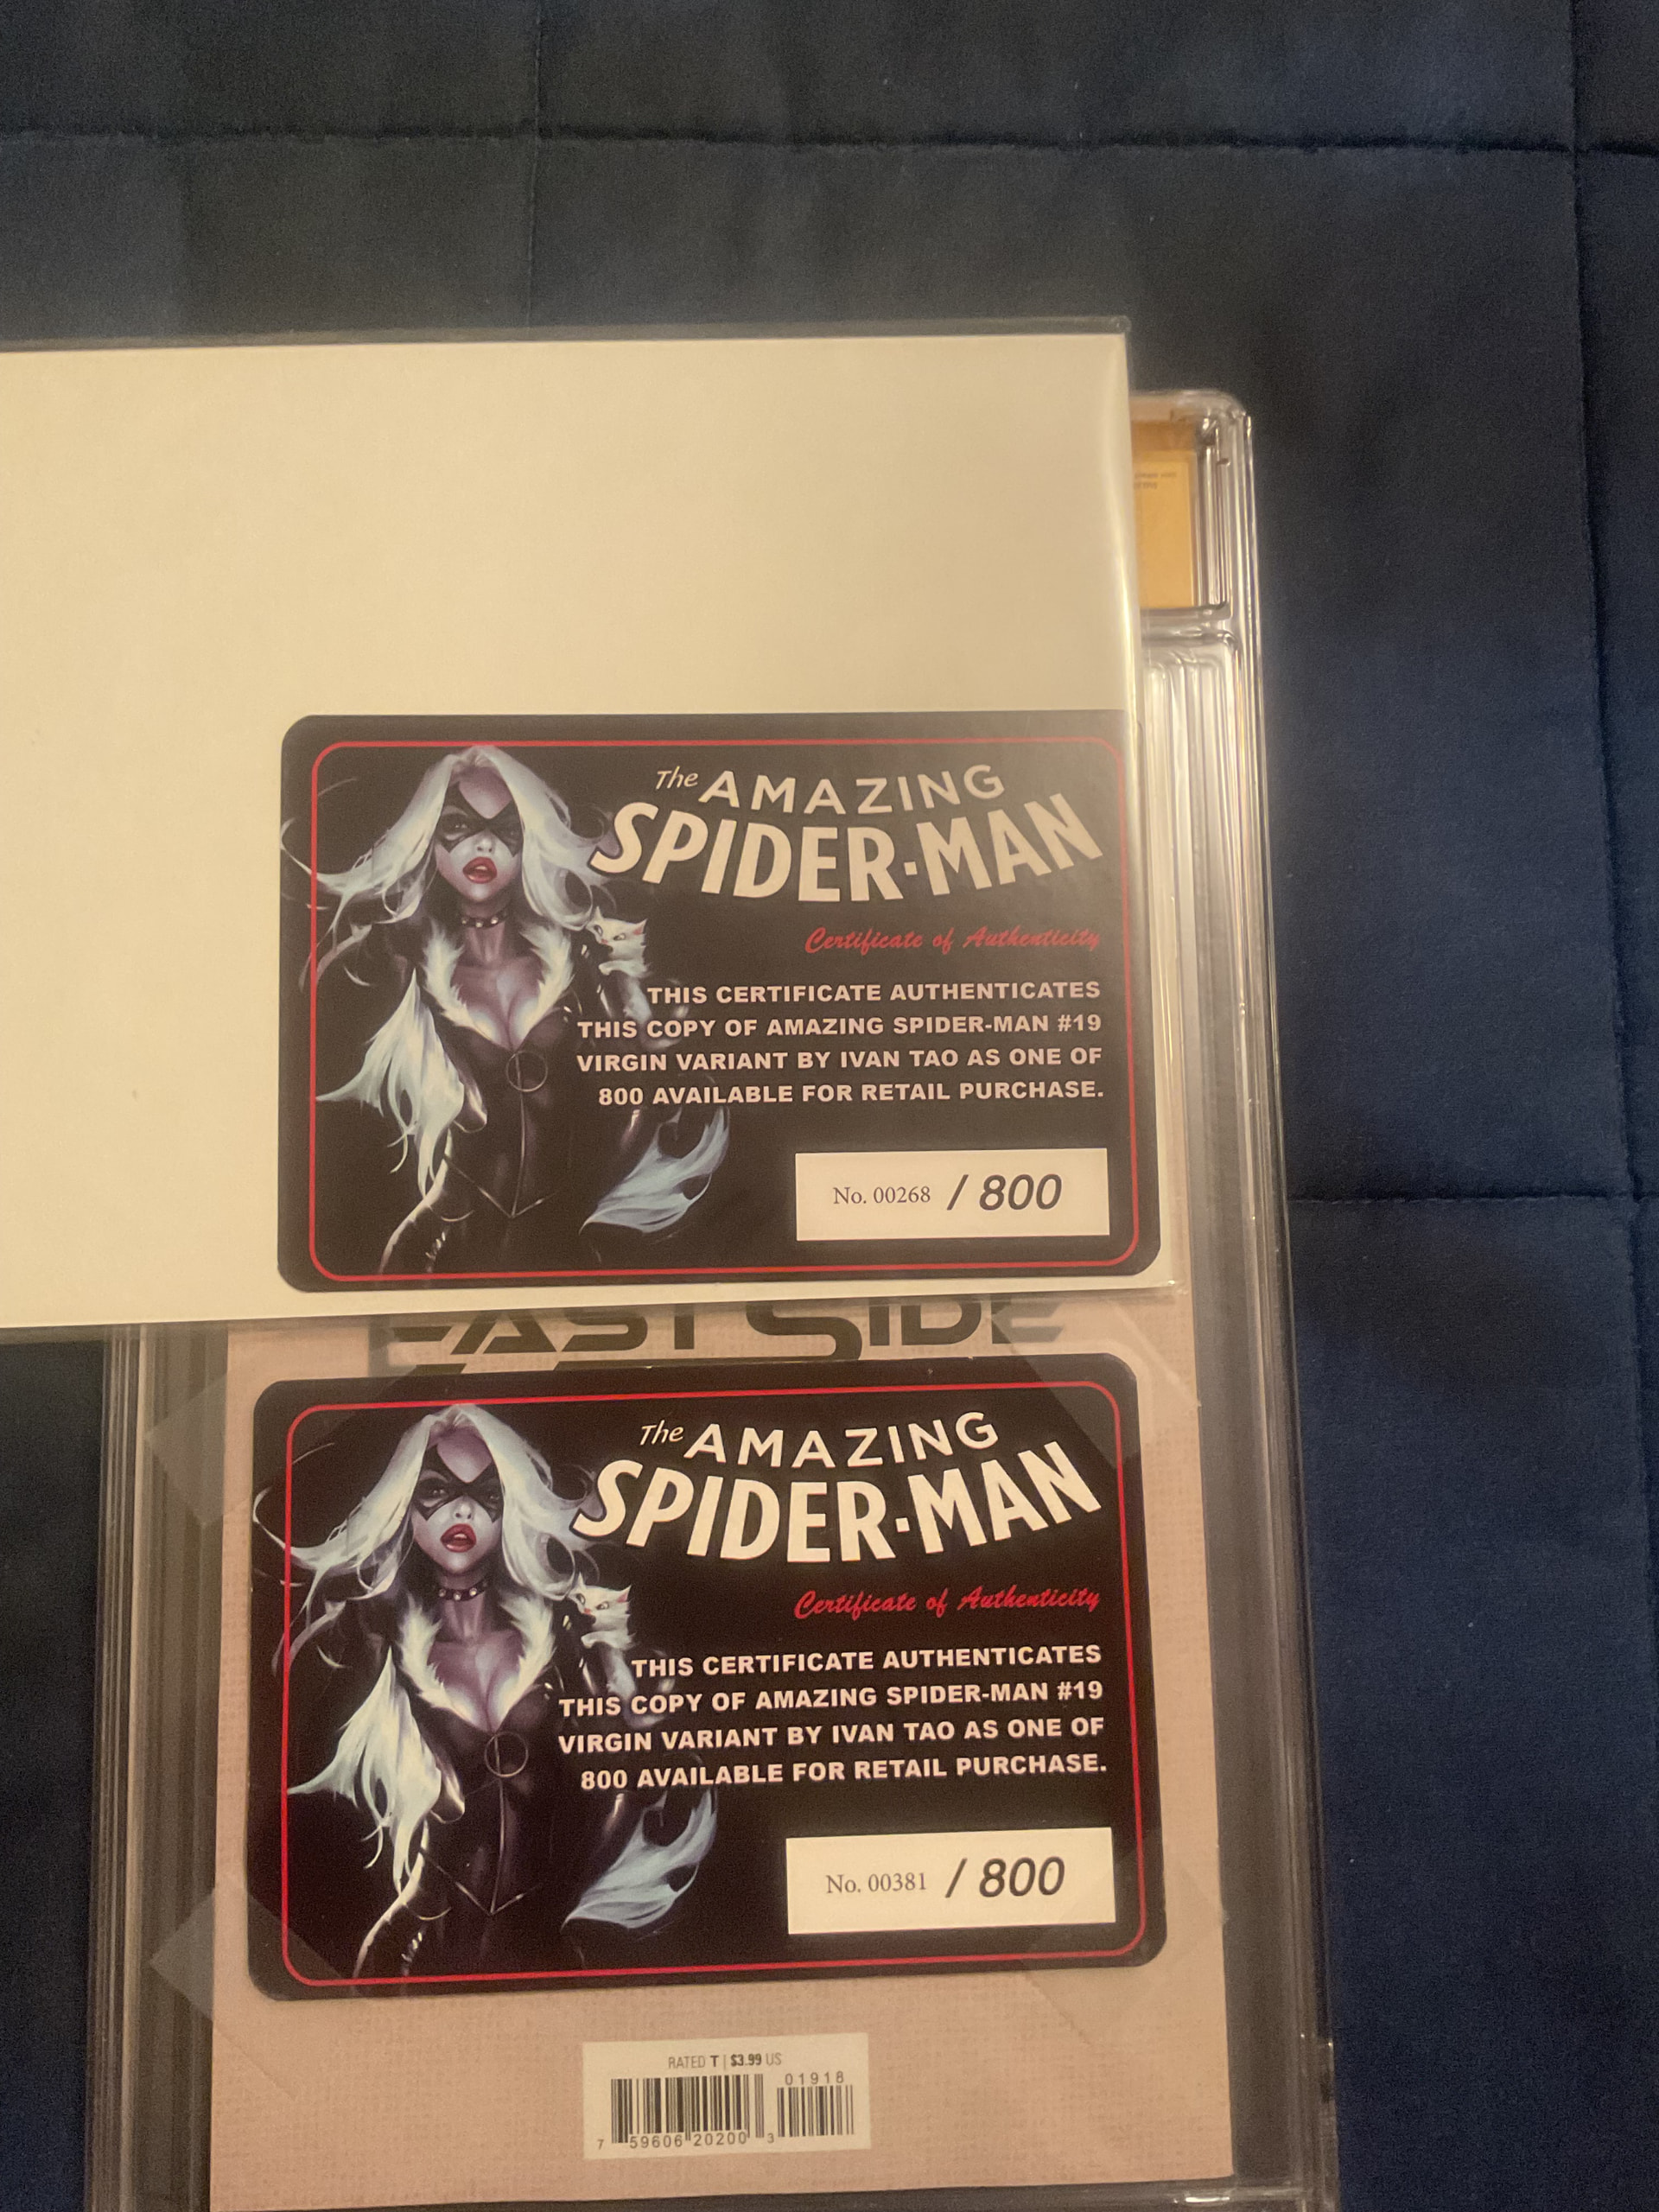 The AMAZING
SPIDER-MAN
Certificate of Authenticity
THIS CERTIFICATE AUTHENTICATES
THIS COPY OF AMAZING SPIDER-MAN #19
VIRGIN VARIANT BY IVAN TAO AS ONE OF
800 AVAILABLE FOR RETAIL PURCHASE.
No. 00268 / 800
EAST SIDE
The AMAZING
SPIDER-MAN
Certificate of Authenticity
THIS CERTIFICATE AUTHENTICATES
THIS COPY OF AMAZING SPIDER-MAN #19
VIRGIN VARIANT BY IVAN TAO AS ONE OF
800 AVAILABLE FOR RETAIL PURCHASE.
No. 00381 / 800
RATED T | $3.99 US
01918
7 59606 20200 3